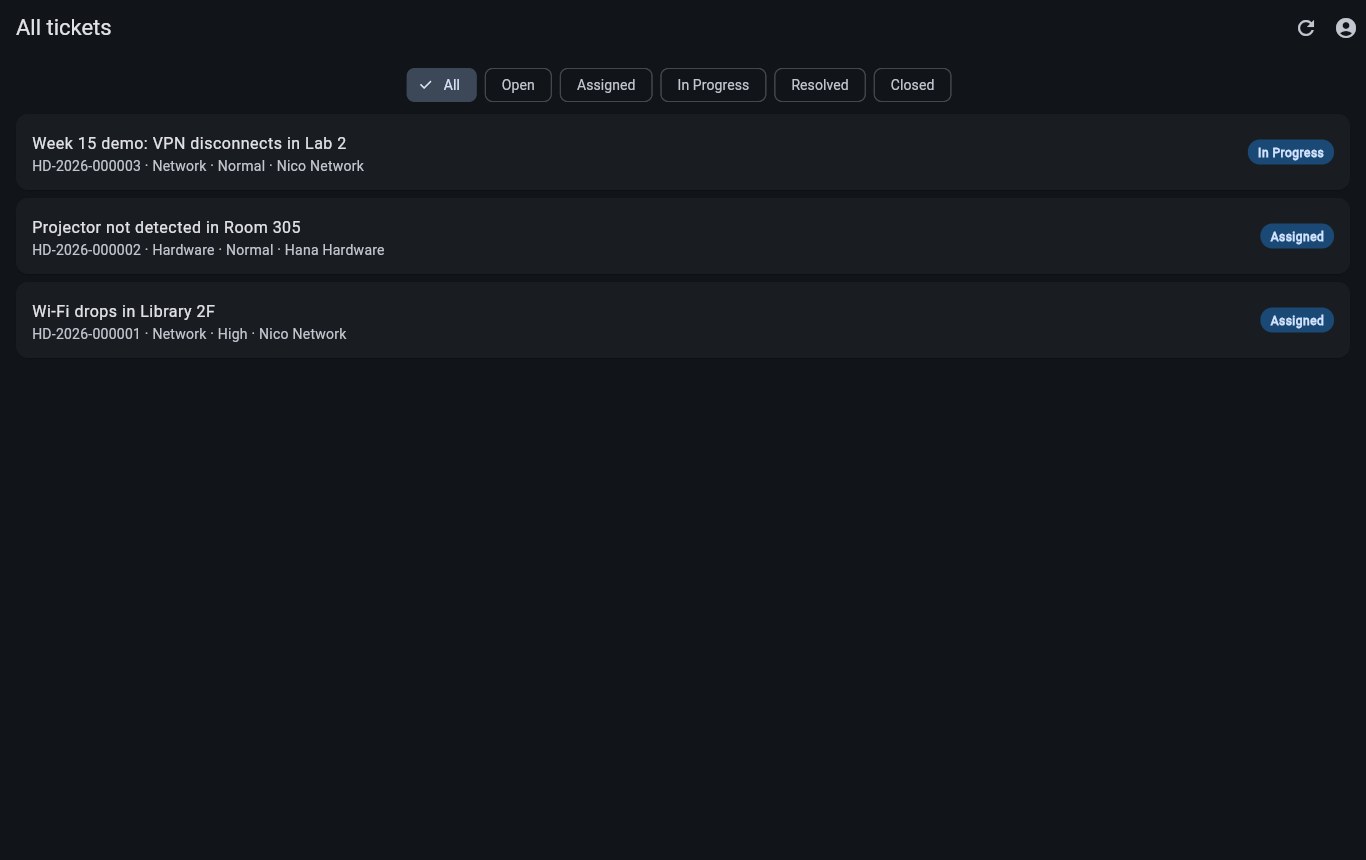 All tickets
All
Open
Assigned
In Progress
Resolved
Closed
Week 15 demo: VPN disconnects in Lab 2
HD-2026-000003 · Network · Normal · Nico Network
In Progress
Projector not detected in Room 305
HD-2026-000002 · Hardware · Normal · Hana Hardware
Assigned
Wi-Fi drops in Library 2F
HD-2026-000001 · Network · High · Nico Network
Assigned